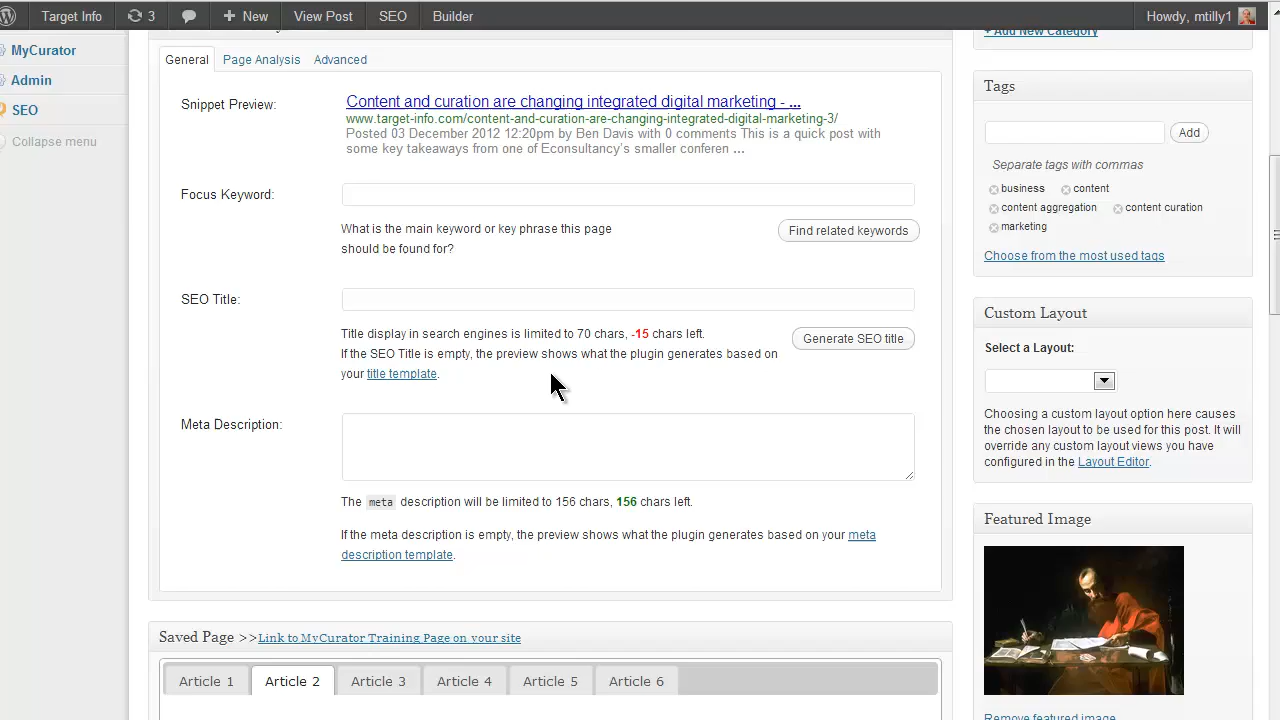 Target Info 3 New View Post SEO Builder Howdy, mtilly1
MyCurator
Admin
SEO
Collapse menu
General Page Analysis Advanced
Snippet Preview:
Content and curation are changing integrated digital marketing - ...
www.target-info.com/content-and-curation-are-changing-integrated-digital-marketing-3/
Posted 03 December 2012 12:20pm by Ben Davis with 0 comments This is a quick post with
some key takeaways from one of Econsultancy's smaller conferen ...
Focus Keyword:
What is the main keyword or key phrase this page
should be found for?
Find related keywords
SEO Title:
Title display in search engines is limited to 70 chars, -15 chars left.
If the SEO Title is empty, the preview shows what the plugin generates based on
your title template.
Generate SEO title
Meta Description:
The meta description will be limited to 156 chars, 156 chars left.
If the meta description is empty, the preview shows what the plugin generates based on your meta
description template.
Saved Page >>Link to MyCurator Training Page on your site
Article 1 Article 2 Article 3 Article 4 Article 5 Article 6
+ Add New Category
Tags
Add
Separate tags with commas
business content
content aggregation content curation
marketing
Choose from the most used tags
Custom Layout
Select a Layout:
Choosing a custom layout option here causes
the chosen layout to be used for this post. It will
override any custom layout views you have
configured in the Layout Editor.
Featured Image
Remove featured image